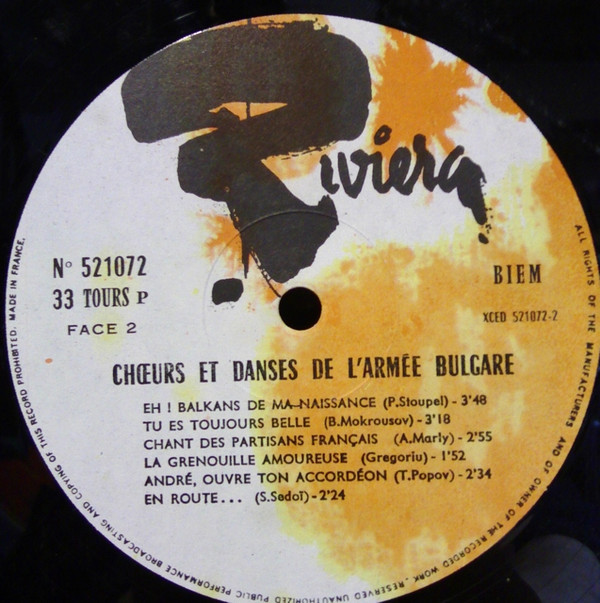 Riviera
N° 521072
33 TOURS P
FACE 2
BIEM
XCED 521072-2
CHŒURS ET DANSES DE L'ARMÉE BULGARE
EH ! BALKANS DE MA NAISSANCE (P.Stoupel) - 3'48
TU ES TOUJOURS BELLE (B.Mokrousov) - 3'18
CHANT DES PARTISANS FRANÇAIS (A.Marly) - 2'55
LA GRENOUILLE AMOUREUSE (Gregoriu) - 1'52
ANDRÉ, OUVRE TON ACCORDÉON (T.Popov) - 2'34
EN ROUTE... (S.Sedoï) - 2'24
ALL RIGHTS OF THE MANUFACTURERS AND OF OWNER OF THE RECORDED WORK, RESERVED UNAUTHORIZED PUBLIC PERFORMANCE BROADCASTING AND COPYING OF THIS RECORD PROHIBITED. MADE IN FRANCE.